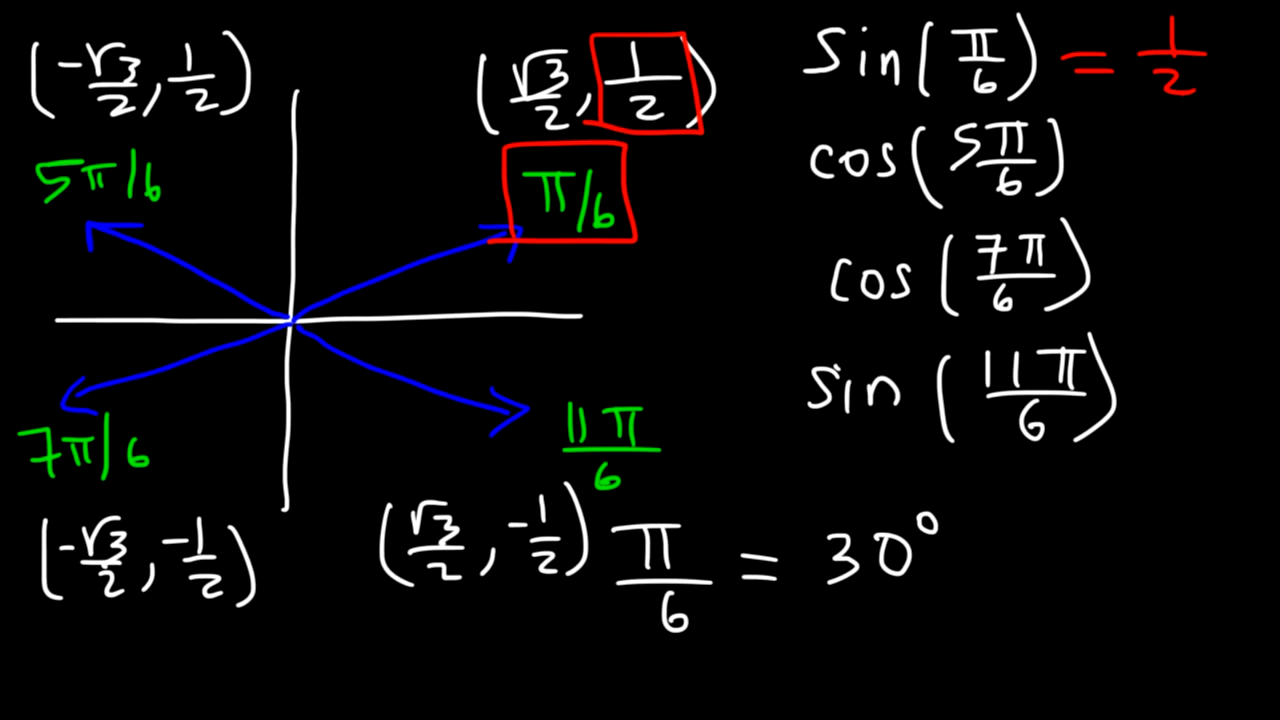 (-√3/2, 1/2)
(√3/2, 1/2)
5π/6
π/6
7π/6
11π/6
(-√3/2, -1/2)
(√3/2, -1/2)
π/6 = 30°
Sin(π/6) = 1/2
cos(5π/6)
cos(7π/6)
sin(11π/6)